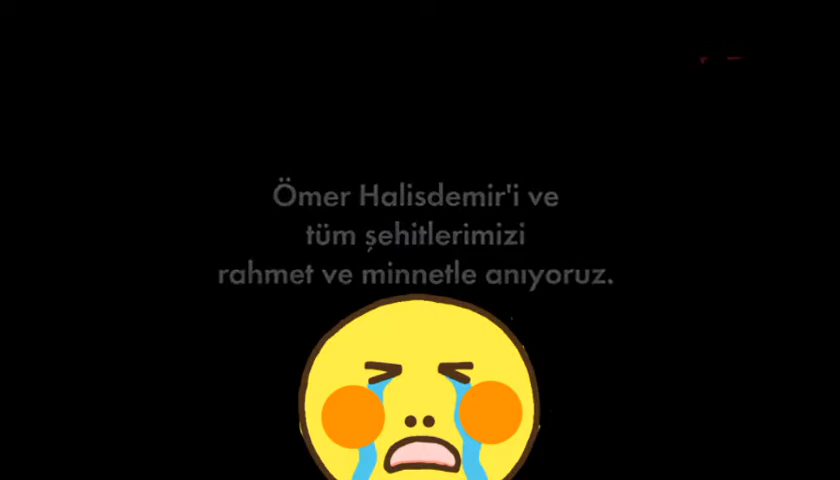 Ömer Halisdemir'i ve
tüm şehitlerimizi
rahmet ve minnetle anıyoruz.